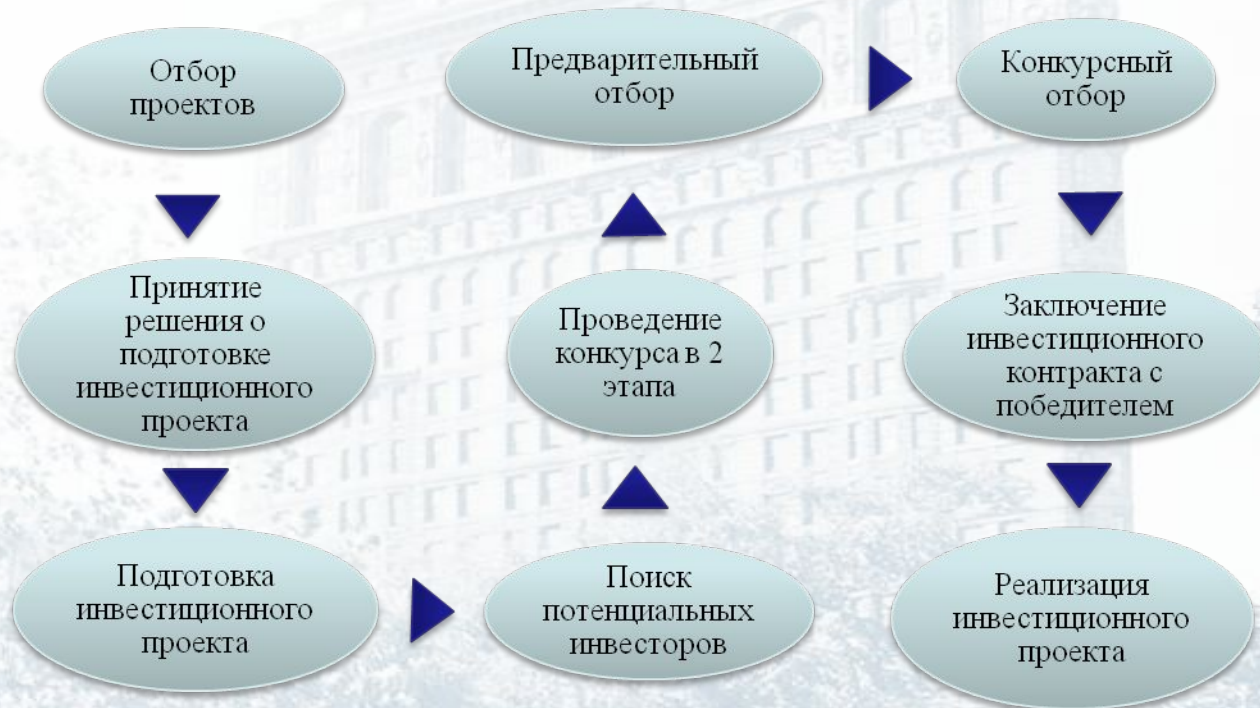 Отбор
проектов
Принятие
решения о
подготовке
инвестиционного
проекта
Подготовка
инвестиционного
проекта
Поиск
потенциальных
инвесторов
Проведение
конкурса в 2
этапа
Предварительный
отбор
Конкурсный
отбор
Заключение
инвестиционного
контракта с
победителем
Реализация
инвестиционного
проекта